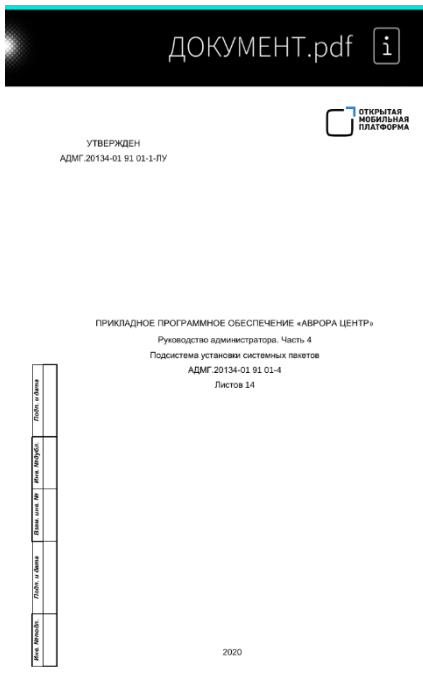 ДОКУМЕНТ.pdf
i
ОТКРЫТАЯ
МОБИЛЬНАЯ
ПЛАТФОРМА
УТВЕРЖДЕН
АДМГ.20134-01 91 01-1-ЛУ
ПРИКЛАДНОЕ ПРОГРАММНОЕ ОБЕСПЕЧЕНИЕ «АВРОРА ЦЕНТР»
Руководство администратора. Часть 4
Подсистема установки системных пакетов
АДМГ.20134-01 91 01-4
Листов 14
Подп. и дата
Инв. №дубл.
Взам. инв. №
Подп. и дата
Инв. №подп.
2020